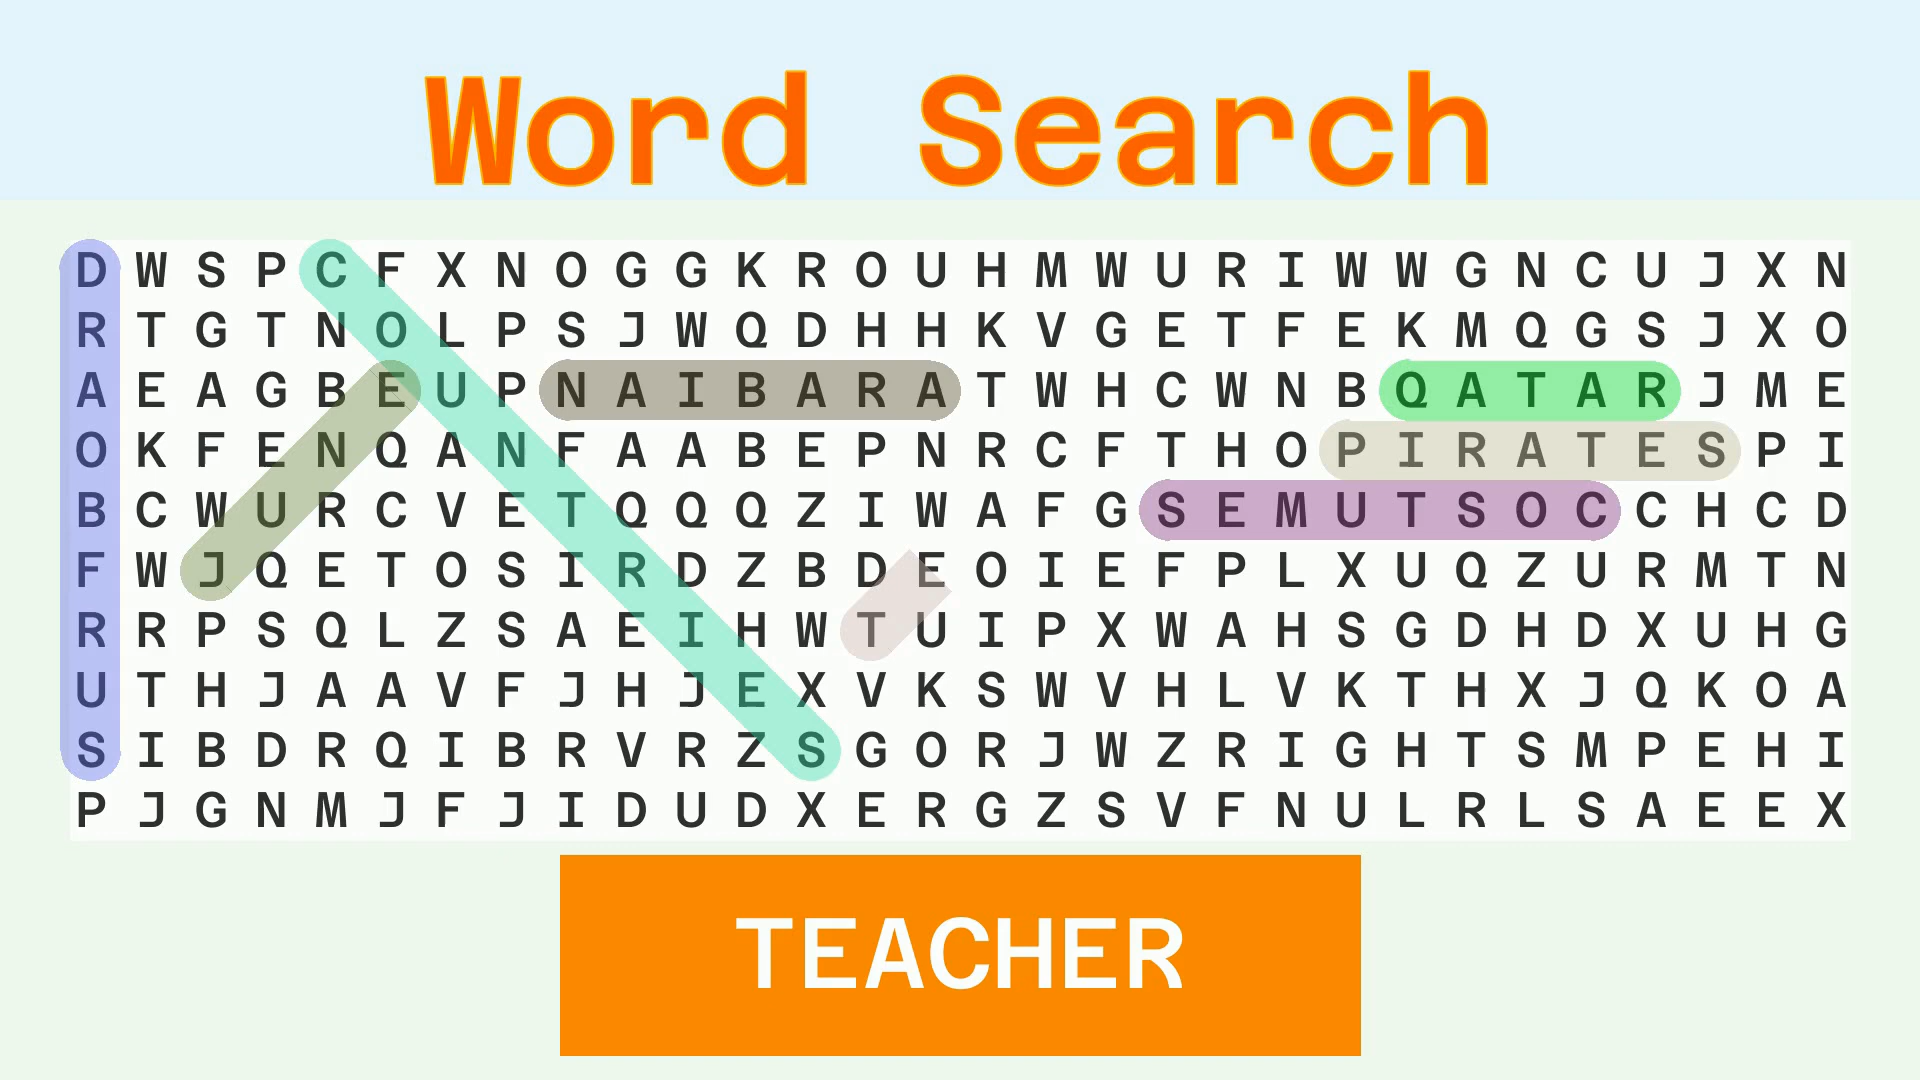 Word Search
D W S P C F X N O G G K R O U H M W U R I W W G N C U J X N
R T G T N O L P S J W Q D H H K V G E T F E K M Q G S J X O
A E A G B E U P N A I B A R A T W H C W N B Q A T A R J M E
O K F E N Q A N F A A B E P N R C F T H O P I R A T E S P I
B C W U R C V E T Q Q Q Z I W A F G S E M U T S O C C H C D
F W J Q E T O S I R D Z B D E O I E F P L X U Q Z U R M T N
R R P S Q L Z S A E I H W T U I P X W A H S G D H D X U H G
U T H J A A V F J H J E X V K S W V H L V K T H X J Q K O A
S I B D R Q I B R V R Z S G O R J W Z R I G H T S M P E H I
P J G N M J F J I D U D X E R G Z S V F N U L R L S A E E X
TEACHER